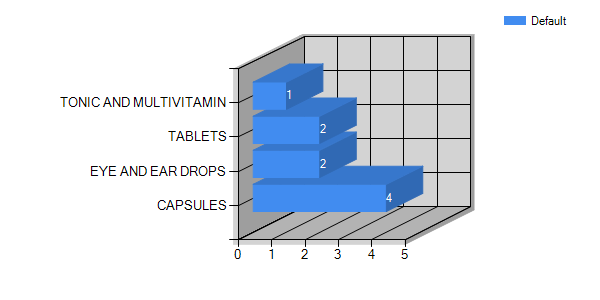 Default
TONIC AND MULTIVITAMIN
1
TABLETS
2
EYE AND EAR DROPS
2
CAPSULES
4
0 1 2 3 4 5